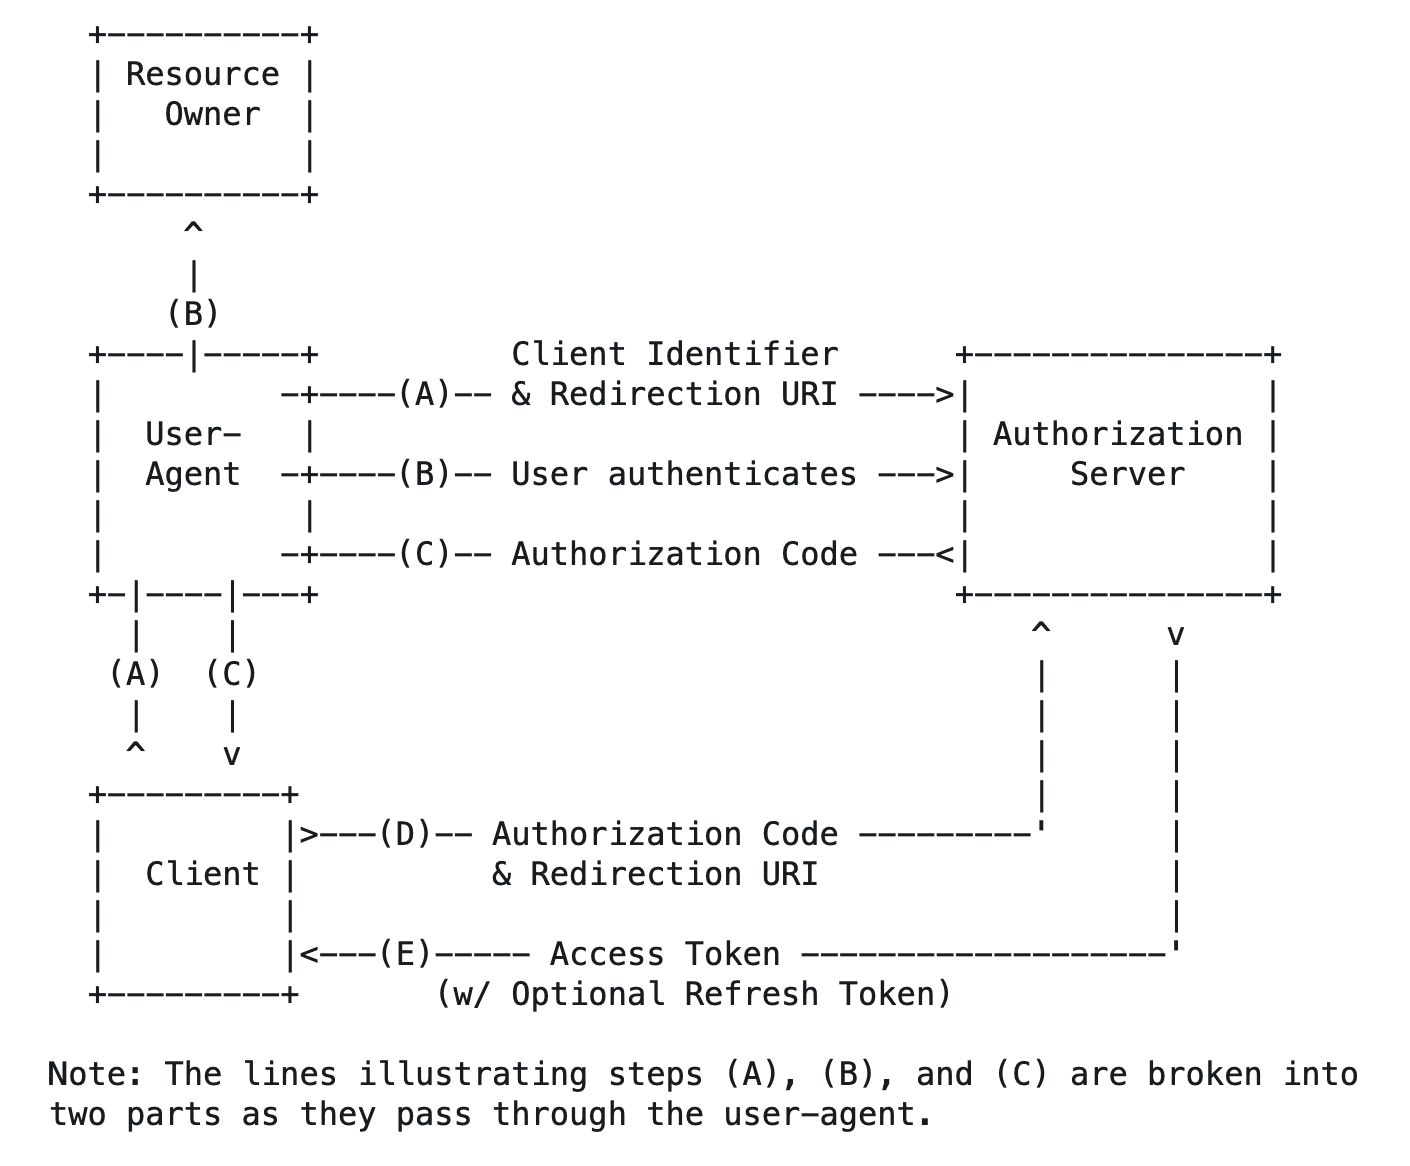 +----------+
| Resource |
|   Owner  |
|          |
+----------+
     ^
     |
    (B)
+----|-----+          Client Identifier      +---------------+
|         -+----(A)-- & Redirection URI ---->|               |
|  User-   |                                 | Authorization |
|  Agent  -+----(B)-- User authenticates --->|     Server    |
|          |                                 |               |
|         -+----(C)-- Authorization Code ---<|               |
+-|----|---+                                 +---------------+
  |    |                                         ^      v
 (A)  (C)                                        |      |
  |    |                                         |      |
  ^    v                                         |      |
+---------+                                      |      |
|         |>---(D)-- Authorization Code ---------'      |
|  Client |          & Redirection URI                  |
|         |                                             |
|         |<---(E)----- Access Token -------------------'
+---------+       (w/ Optional Refresh Token)
Note: The lines illustrating steps (A), (B), and (C) are broken into
two parts as they pass through the user-agent.